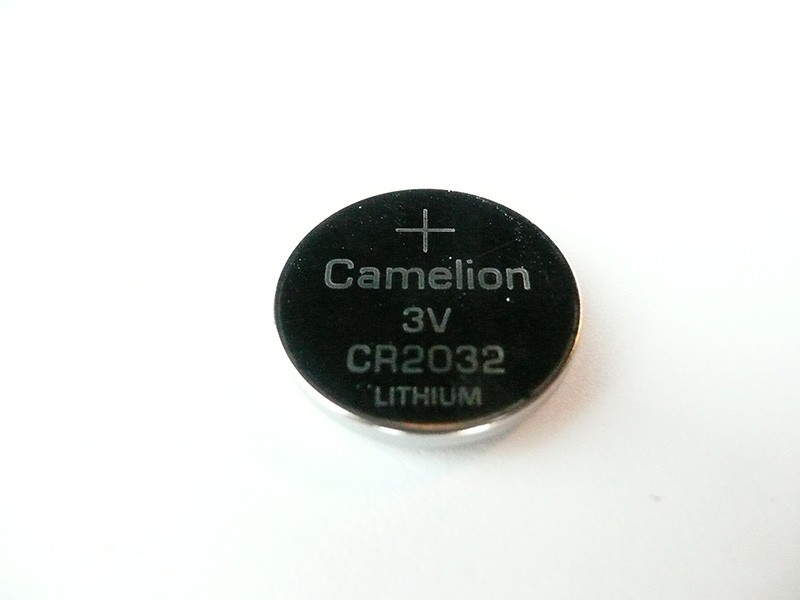 +
Camelion
3V
CR2032
LITHIUM